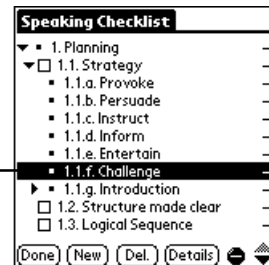 Speaking Checklist
1. Planning
1.1. Strategy
1.1.a. Provoke
1.1.b. Persuade
1.1.c. Instruct
1.1.d. Inform
1.1.e. Entertain
1.1.f. Challenge
1.1.g. Introduction
1.2. Structure made clear
1.3. Logical Sequence
Done New Del. Details